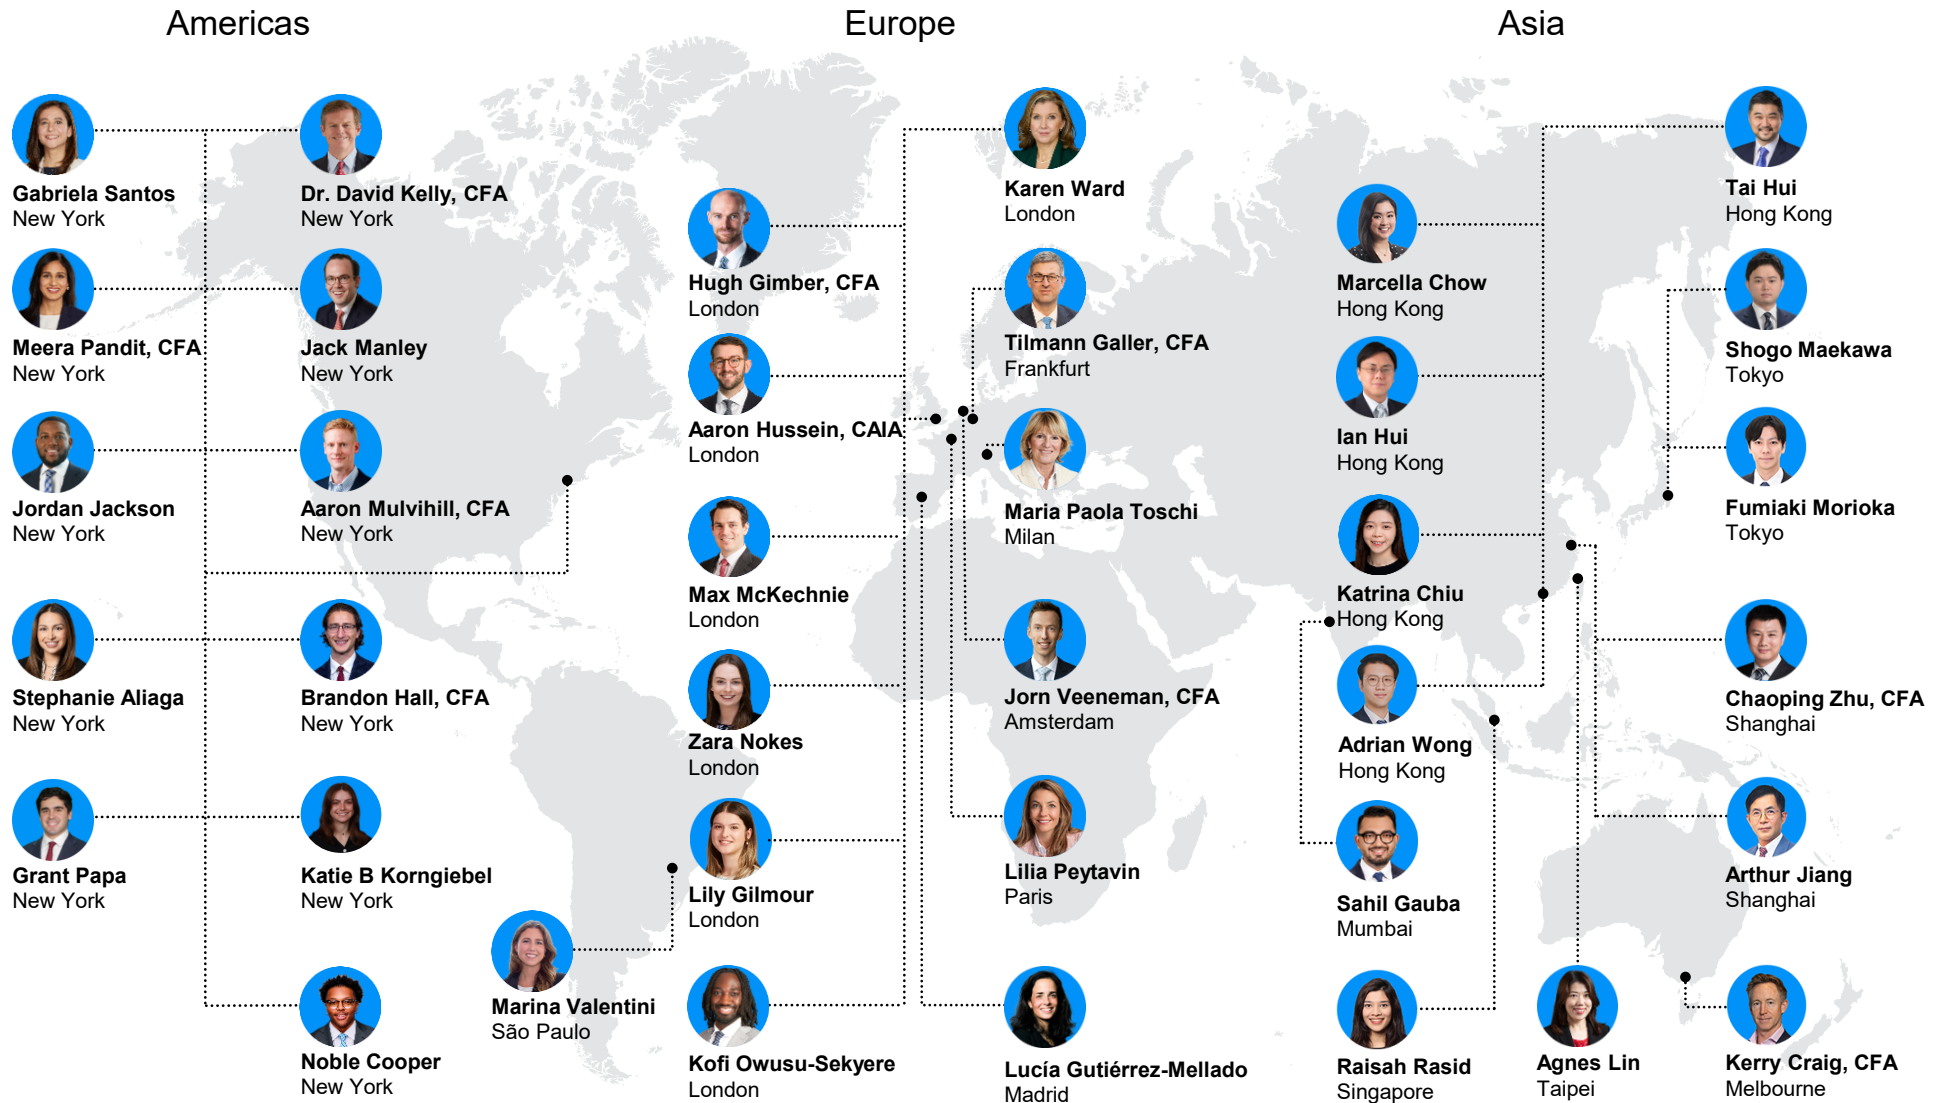 Americas
Europe
Asia
Gabriela Santos
New York
Dr. David Kelly, CFA
New York
Meera Pandit, CFA
New York
Jack Manley
New York
Jordan Jackson
New York
Aaron Mulvihill, CFA
New York
Stephanie Aliaga
New York
Brandon Hall, CFA
New York
Grant Papa
New York
Katie B Korngiebel
New York
Noble Cooper
New York
Marina Valentini
São Paulo
Karen Ward
London
Hugh Gimber, CFA
London
Tilmann Galler, CFA
Frankfurt
Aaron Hussein, CAIA
London
Maria Paola Toschi
Milan
Max McKechnie
London
Jorn Veeneman, CFA
Amsterdam
Zara Nokes
London
Lilia Peytavin
Paris
Lily Gilmour
London
Kofi Owusu-Sekyere
London
Lucía Gutiérrez-Mellado
Madrid
Tai Hui
Hong Kong
Marcella Chow
Hong Kong
Shogo Maekawa
Tokyo
Ian Hui
Hong Kong
Fumiaki Morioka
Tokyo
Katrina Chiu
Hong Kong
Chaoping Zhu, CFA
Shanghai
Adrian Wong
Hong Kong
Arthur Jiang
Shanghai
Sahil Gauba
Mumbai
Raisah Rasid
Singapore
Agnes Lin
Taipei
Kerry Craig, CFA
Melbourne